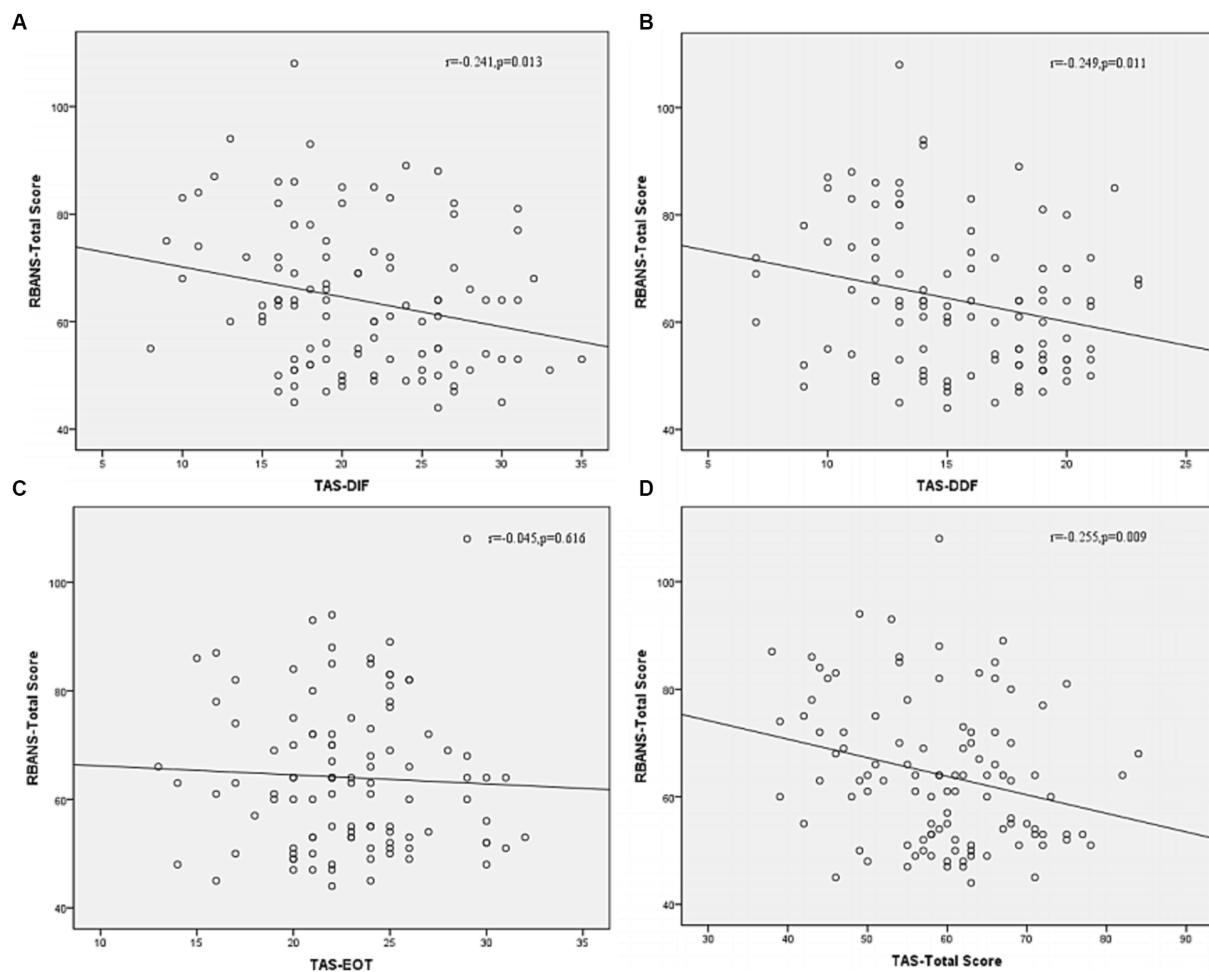 A
r=-0.241,p=0.013
RBANS-Total Score
100
80
60
40
5 10 15 20 25 30 35
TAS-DIF
B
r=-0.249,p=0.011
RBANS-Total Score
100
80
60
40
5 10 15 20 25
TAS-DDF
C
r=-0.045,p=0.616
RBANS-Total Score
100
80
60
40
10 15 20 25 30 35
TAS-EOT
D
r=-0.255,p=0.009
RBANS-Total Score
100
80
60
40
30 40 50 60 70 80 90
TAS-Total Score